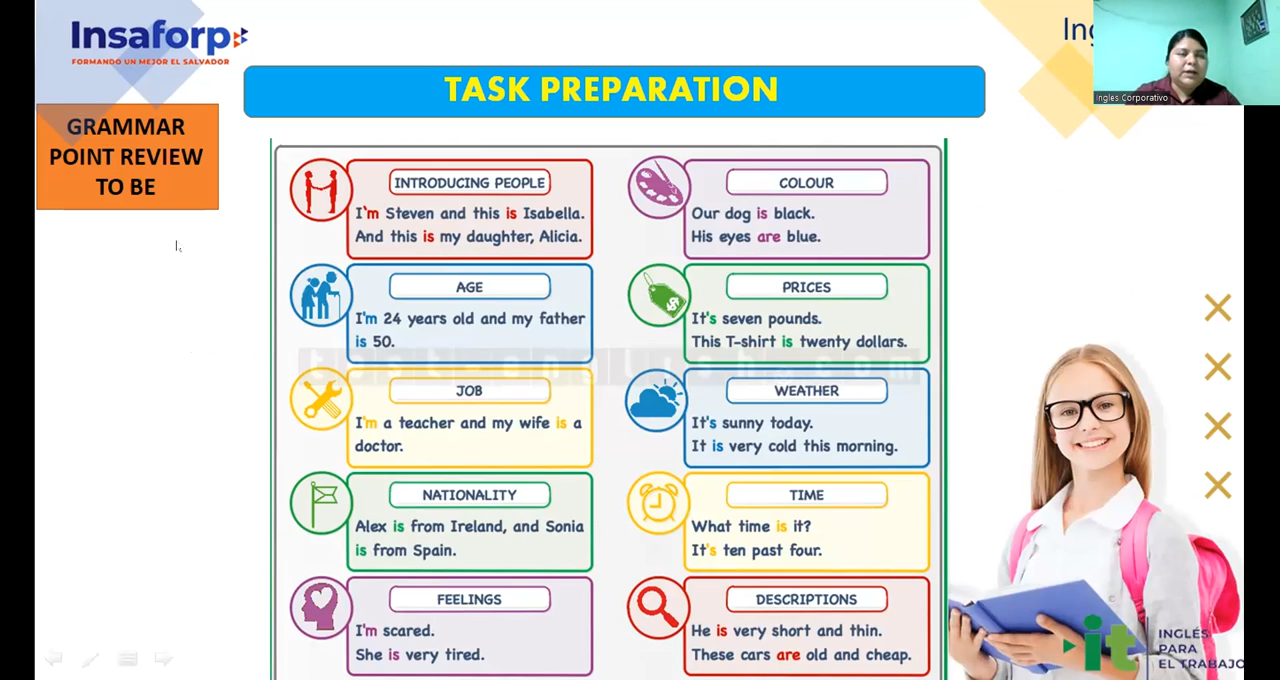 Insaforp
FORMANDO UN MEJOR EL SALVADOR
TASK PREPARATION
Ing
Ingles Corporativo
GRAMMAR
POINT REVIEW
TO BE
INTRODUCING PEOPLE
I'm Steven and this is Isabella.
And this is my daughter, Alicia.
AGE
I'm 24 years old and my father
is 50.
JOB
I'm a teacher and my wife is a
doctor.
NATIONALITY
Alex is from Ireland, and Sonia
is from Spain.
FEELINGS
I'm scared.
She is very tired.
COLOUR
Our dog is black.
His eyes are blue.
PRICES
It's seven pounds.
This T-shirt is twenty dollars.
WEATHER
It's sunny today.
It is very cold this morning.
TIME
What time is it?
It's ten past four.
DESCRIPTIONS
He is very short and thin.
These cars are old and cheap.
test-english.com
it
INGLÉS
PARA
EL TRABAJO